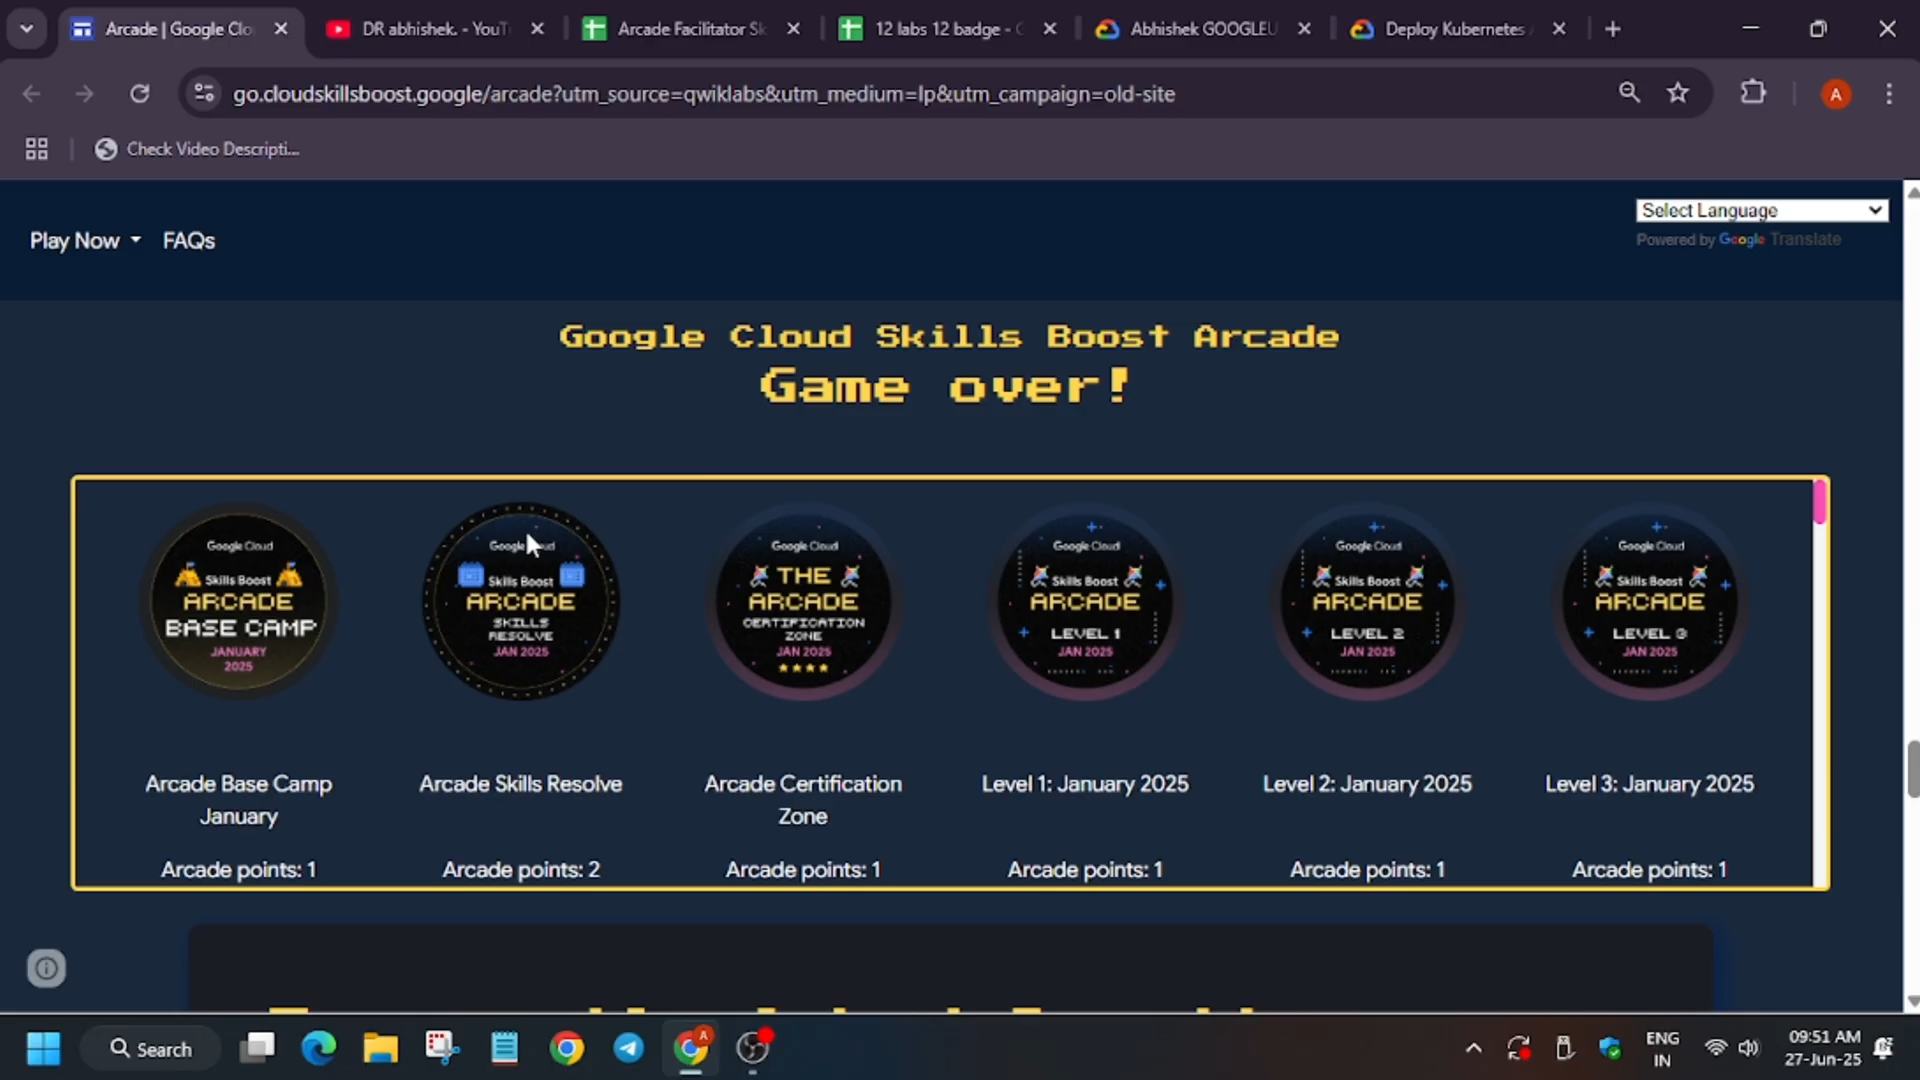 Arcade | Google Clo
DR abhishek. - YouT
Arcade Facilitator Sk
12 labs 12 badge - G
Abhishek GOOGLEU
Deploy Kubernetes A
go.cloudskillsboost.google/arcade?utm_source=qwiklabs&utm_medium=lp&utm_campaign=old-site
A
Check Video Descripti...
Play Now
FAQs
Select Language
Powered by Google Translate
Google Cloud Skills Boost Arcade
Game over!
Google Cloud
Skills Boost
ARCADE
BASE CAMP
JANUARY
2025
Google Cloud
Skills Boost
ARCADE
SKILLS
RESOLVE
JAN 2025
Google Cloud
THE
ARCADE
CERTIFICATION
ZONE
JAN 2025
Google Cloud
Skills Boost
ARCADE
LEVEL 1
JAN 2025
Google Cloud
Skills Boost
ARCADE
LEVEL 2
JAN 2025
Google Cloud
Skills Boost
ARCADE
LEVEL 3
JAN 2025
Arcade Base Camp
January
Arcade points: 1
Arcade Skills Resolve
Arcade points: 2
Arcade Certification
Zone
Arcade points: 1
Level 1: January 2025
Arcade points: 1
Level 2: January 2025
Arcade points: 1
Level 3: January 2025
Arcade points: 1
Search
A
ENG
IN
09:51 AM
27-Jun-25